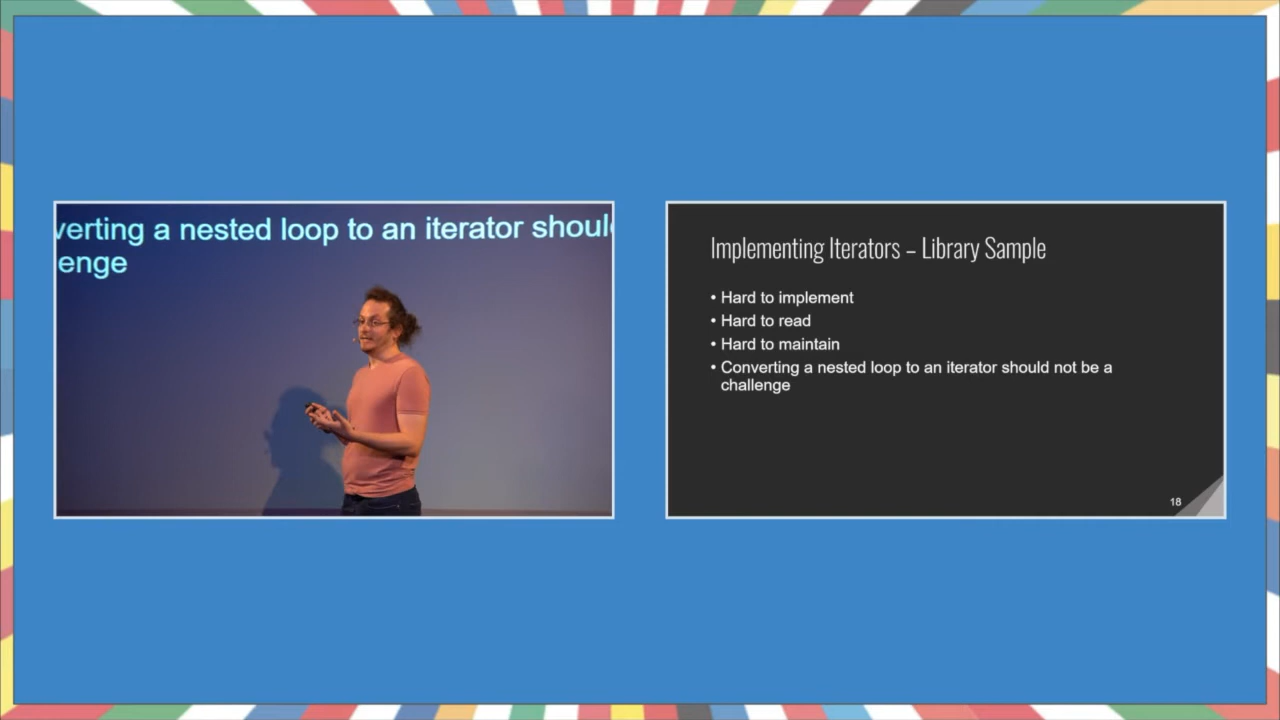 verting a nested loop to an iterator should
enge
Implementing Iterators – Library Sample
• Hard to implement
• Hard to read
• Hard to maintain
• Converting a nested loop to an iterator should not be a
challenge
18